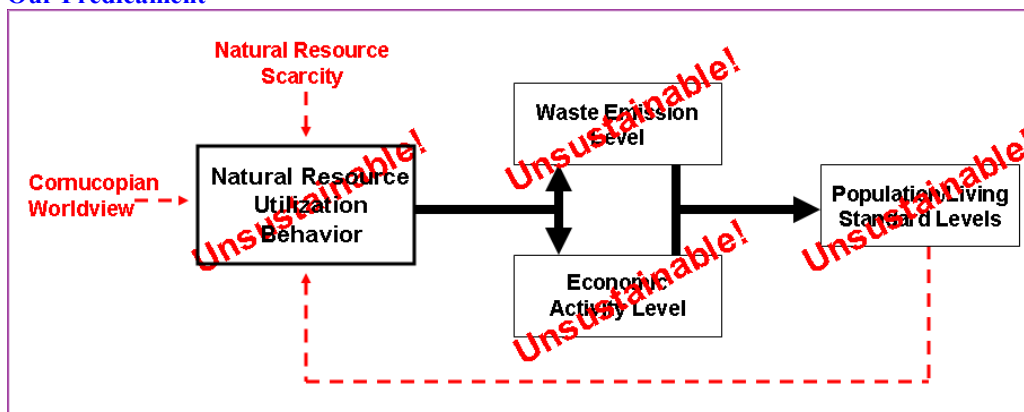 Our Predicament
Natural Resource
Scarcity
Cornucopian
Worldview
Natural Resource
Utilization
Behavior
Unsustainable!
Waste Emission
Level
Unsustainable!
Economic
Activity Level
Unsustainable!
Population/Living
Standard Levels
Unsustainable!